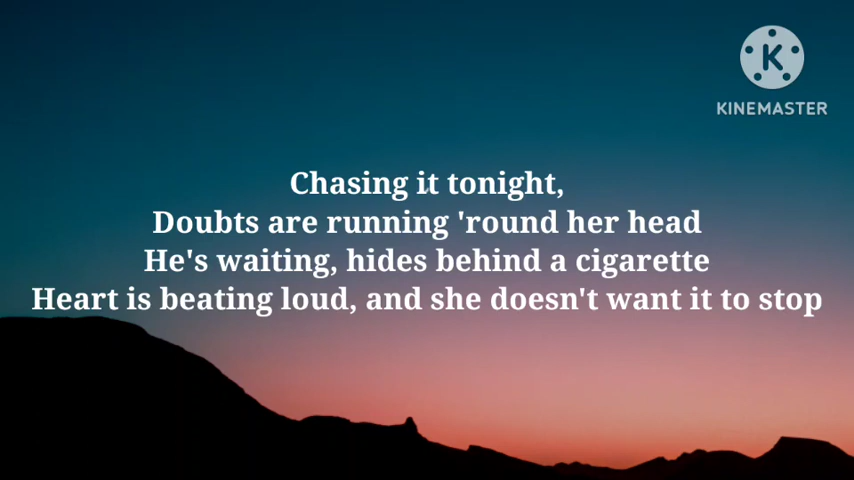 KINEMASTER
Chasing it tonight,
Doubts are running 'round her head
He's waiting, hides behind a cigarette
Heart is beating loud, and she doesn't want it to stop